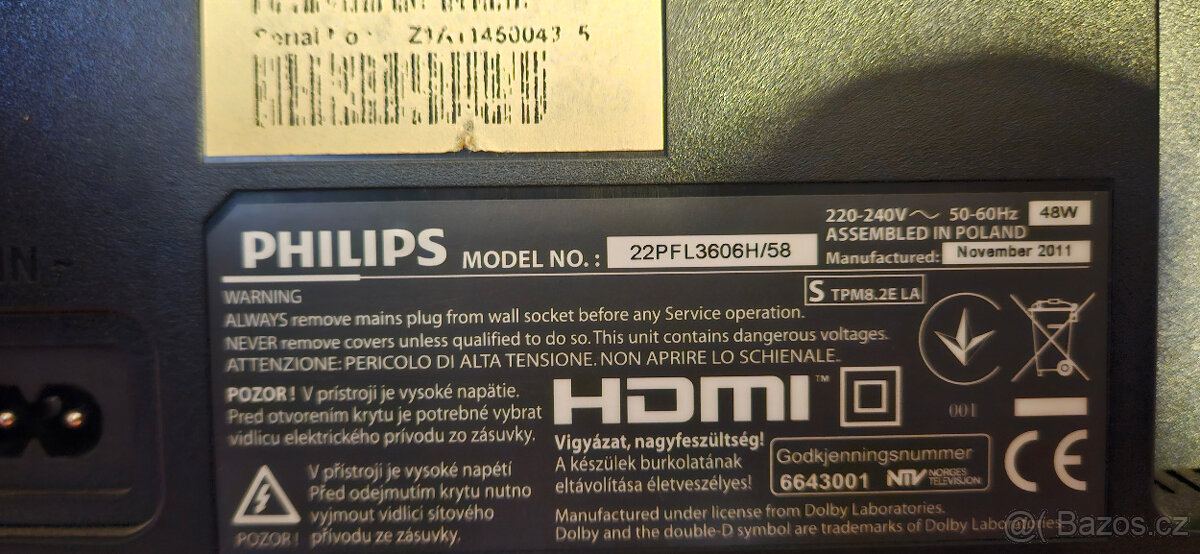 Serial No: Z1A
PHILIPS MODEL NO. : 22PFL3606H/58
220-240V～ 50-60Hz 48W
ASSEMBLED IN POLAND
Manufactured: November 2011
S TPM8.2E LA
WARNING
ALWAYS remove mains plug from wall socket before any Service operation.
NEVER remove covers unless qualified to do so. This unit contains dangerous voltages.
ATTENZIONE: PERICOLO DI ALTA TENSIONE. NON APRIRE LO SCHIENALE.
POZOR! V prístroji je vysoké napätie.
Pred otvorením krytu je potrebné vybrat
vidlicu elektrického prívodu zo zásuvky.
HDMI™
001
V přístroji je vysoké napětí
Před odejmutím krytu nutno
vyjmout vidlici síťového
POZOR! přívodu ze zásuvky.
Vigyázat, nagyfeszültség!
A készülek burkolatának
eltávolítása életveszélyes!
Godkjenningsnummer
6643001 NTV NORGES
TELEVISJON
CE
Manufactured under license from Dolby Laboratories.
Dolby and the double-D symbol are trademarks of Dolby Laboratories.
IN ~
Bazos.cz